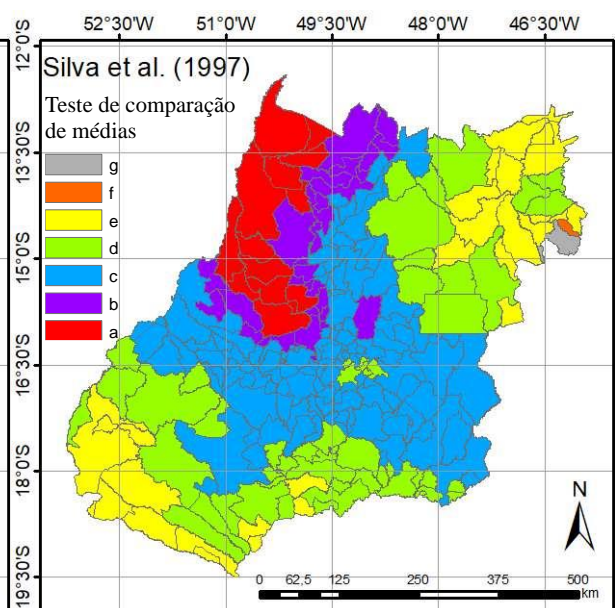 52°30'W 51°0'W 49°30'W 48°0'W 46°30'W
12°0'S
Silva et al. (1997)
Teste de comparação
de médias
13°30'S
g
f
e
d
15°0'S
c
b
a
16°30'S
18°0'S
N
19°30'S
0 62,5 125 250 375 500
km